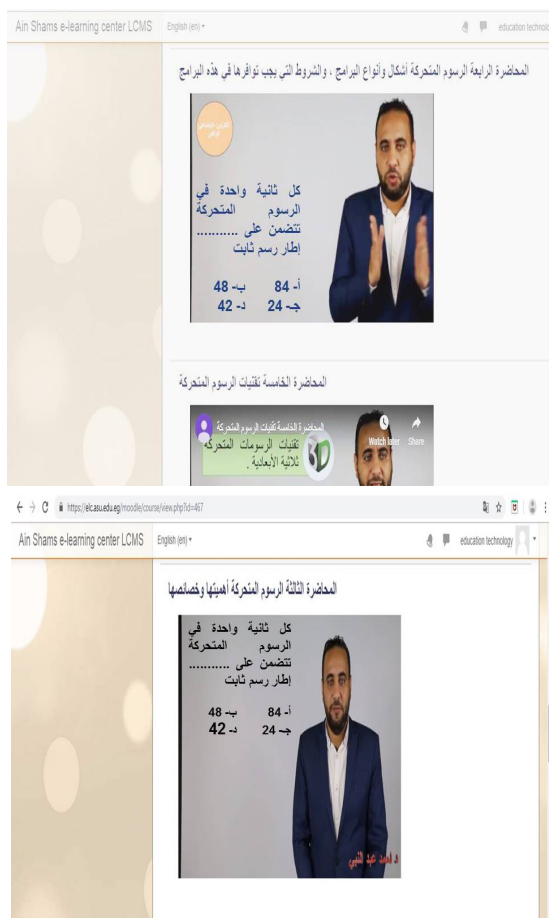 Ain Shams e-learning center LCMS English (en) education technolo
المحاضرة الرابعة الرسوم المتحركة أشكال وأنواع البرامج ، والشروط التي يجب توافرها في هذه البرامج
كل ثانية واحدة في
الرسوم المتحركة
تتضمن على ...........
إطار رسم ثابت
أ- 84 ب- 48
جـ- 24 د- 42
المحاضرة الخامسة تقنيات الرسوم المتحركة
المحاضرة الخامسة تقنيات الرسوم المتحركة
Watch later Share
تقنيات الرسومات المتحركة
ثلاثية الأبعادية .
3D
https://elc.asu.edu.eg/moodle/course/view.php?id=467
Ain Shams e-learning center LCMS English (en) education technology
المحاضرة الثالثة الرسوم المتحركة أهميتها وخصائصها
كل ثانية واحدة في
الرسوم المتحركة
تتضمن على ...........
إطار رسم ثابت
أ- 84 ب- 48
جـ- 24 د- 42
د احمد عبد النبي